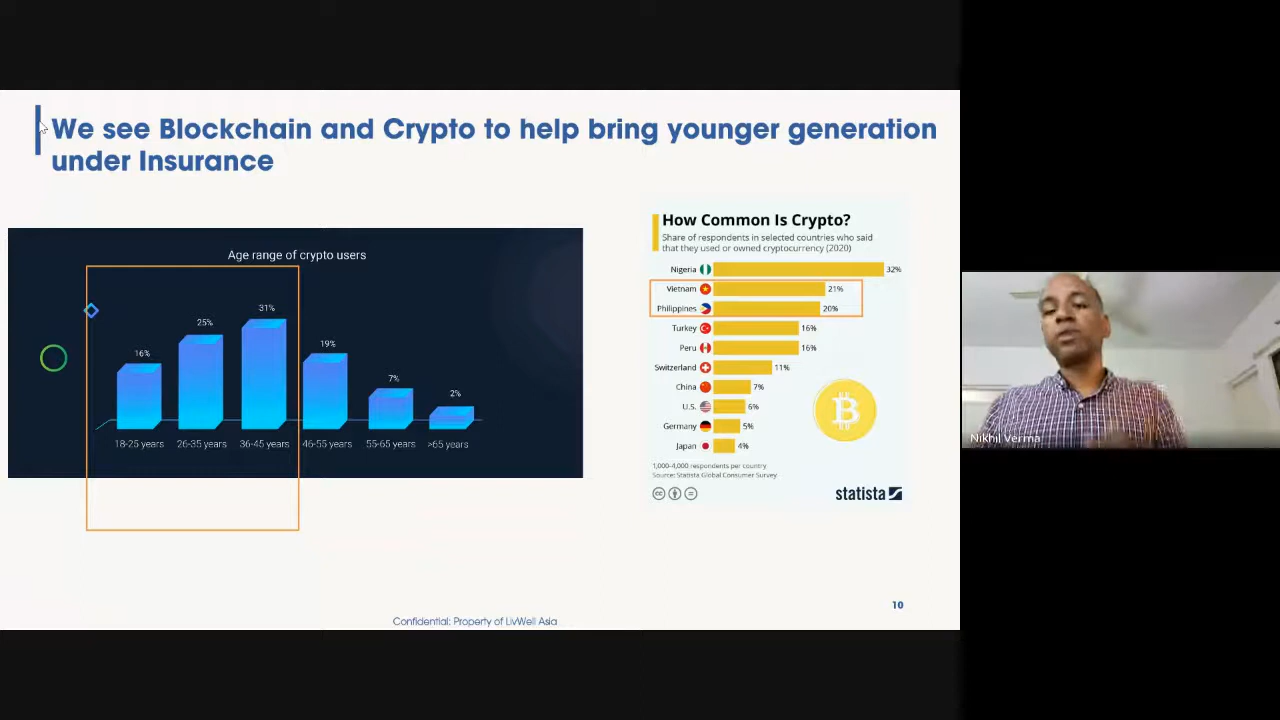 We see Blockchain and Crypto to help bring younger generation
under Insurance
Age range of crypto users
16%
25%
31%
19%
7%
2%
18-25 years
26-35 years
36-45 years
46-55 years
55-65 years
>65 years
How Common Is Crypto?
Share of respondents in selected countries who said
that they used or owned cryptocurrency (2020)
Nigeria 32%
Vietnam 21%
Philippines 20%
Turkey 16%
Peru 16%
Switzerland 11%
China 7%
U.S. 6%
Germany 5%
Japan 4%
1,000-4,000 respondents per country
Source: Statista Global Consumer Survey
statista
10
Confidential: Property of LivWell Asia
Nikhil Verma